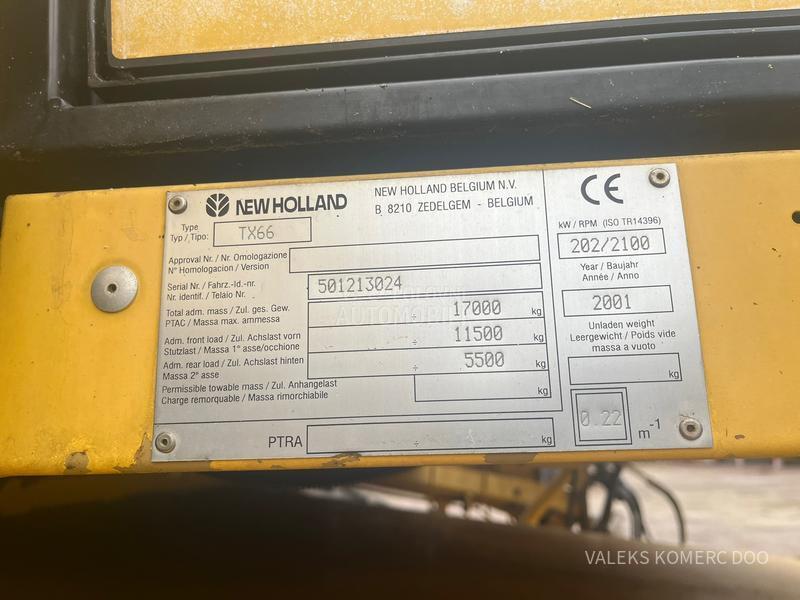 NEW HOLLAND
NEW HOLLAND BELGIUM N.V.
B 8210 ZEDELGEM - BELGIUM
CE
Type
Typ / Tipo:
TX66
kW / RPM (ISO TR14396)
202/2100
Approval Nr. / Nr. Omologazione
N° Homologacion / Version
Serial Nr. / Fahrz.-Id.-nr.
Nr. identif. / Telaio Nr.
501213024
Year / Baujahr
Année / Anno
2001
Total adm. mass / Zul. ges. Gew.
PTAC / Massa max. ammessa
÷ 17000 kg
Adm. front load / Zul. Achslast vorn
Stutzlast / Massa 1° asse/occhione
÷ 11500 kg
Adm. rear load / Zul. Achslast hinten
Massa 2° asse
÷ 5500 kg
Permissible towable mass / Zul. Anhangelast
Charge remorquable / Massa rimorchiabile
kg
Unladen weight
Leergewicht / Poids vide
massa a vuoto
kg
PTRA
÷ kg
0.22 m-1
VALEKS KOMERC DOO